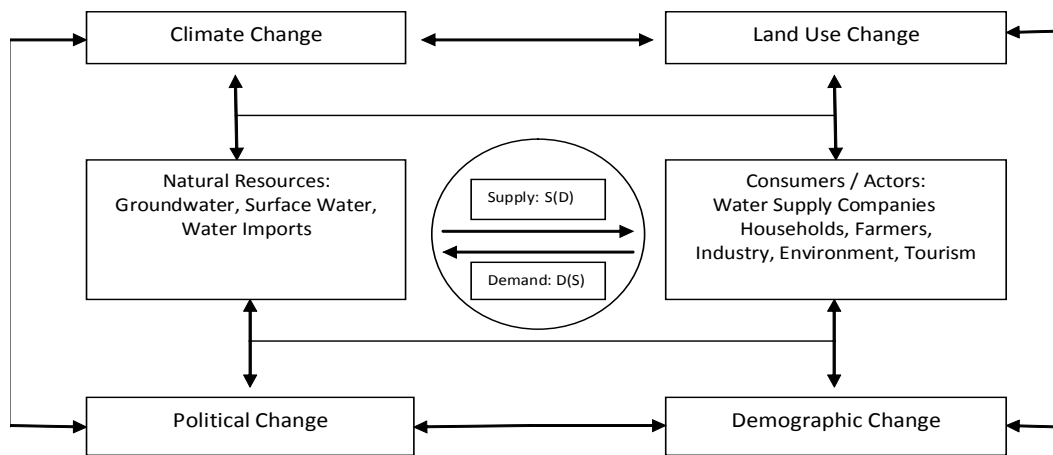 Climate Change
Land Use Change
Natural Resources:
Groundwater, Surface Water,
Water Imports
Supply: S(D)
Demand: D(S)
Consumers / Actors:
Water Supply Companies
Households, Farmers,
Industry, Environment, Tourism
Political Change
Demographic Change